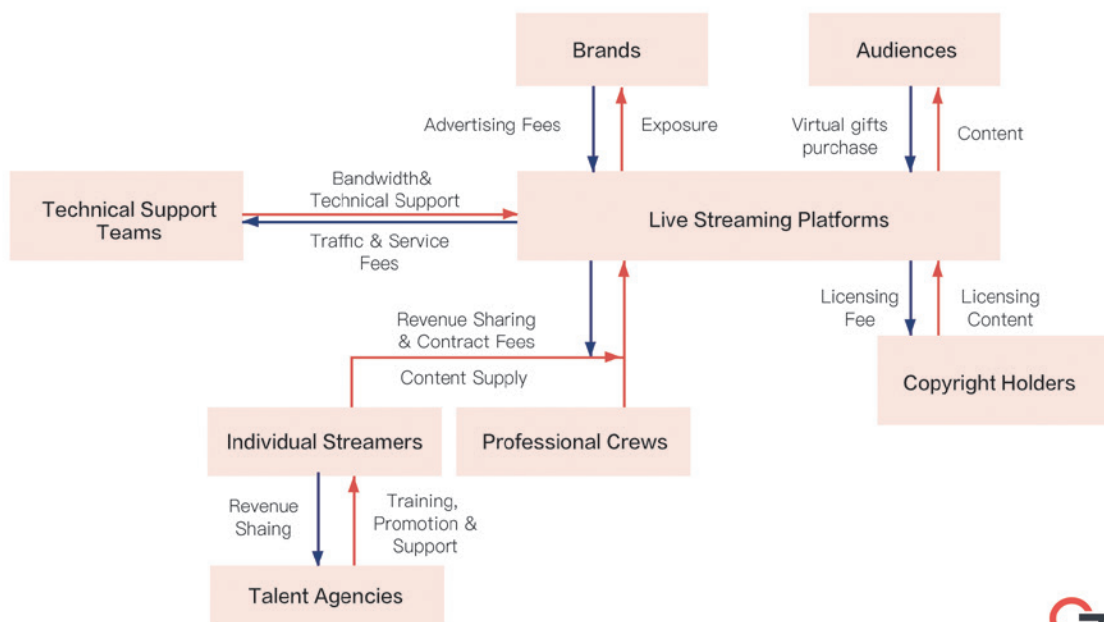 Brands
Audiences
Advertising Fees
Exposure
Virtual gifts
purchase
Content
Technical Support
Teams
Bandwidth&
Technical Support
Traffic & Service
Fees
Live Streaming Platforms
Revenue Sharing
& Contract Fees
Content Supply
Licensing
Fee
Licensing
Content
Copyright Holders
Individual Streamers
Professional Crews
Revenue
Shaing
Training,
Promotion &
Support
Talent Agencies